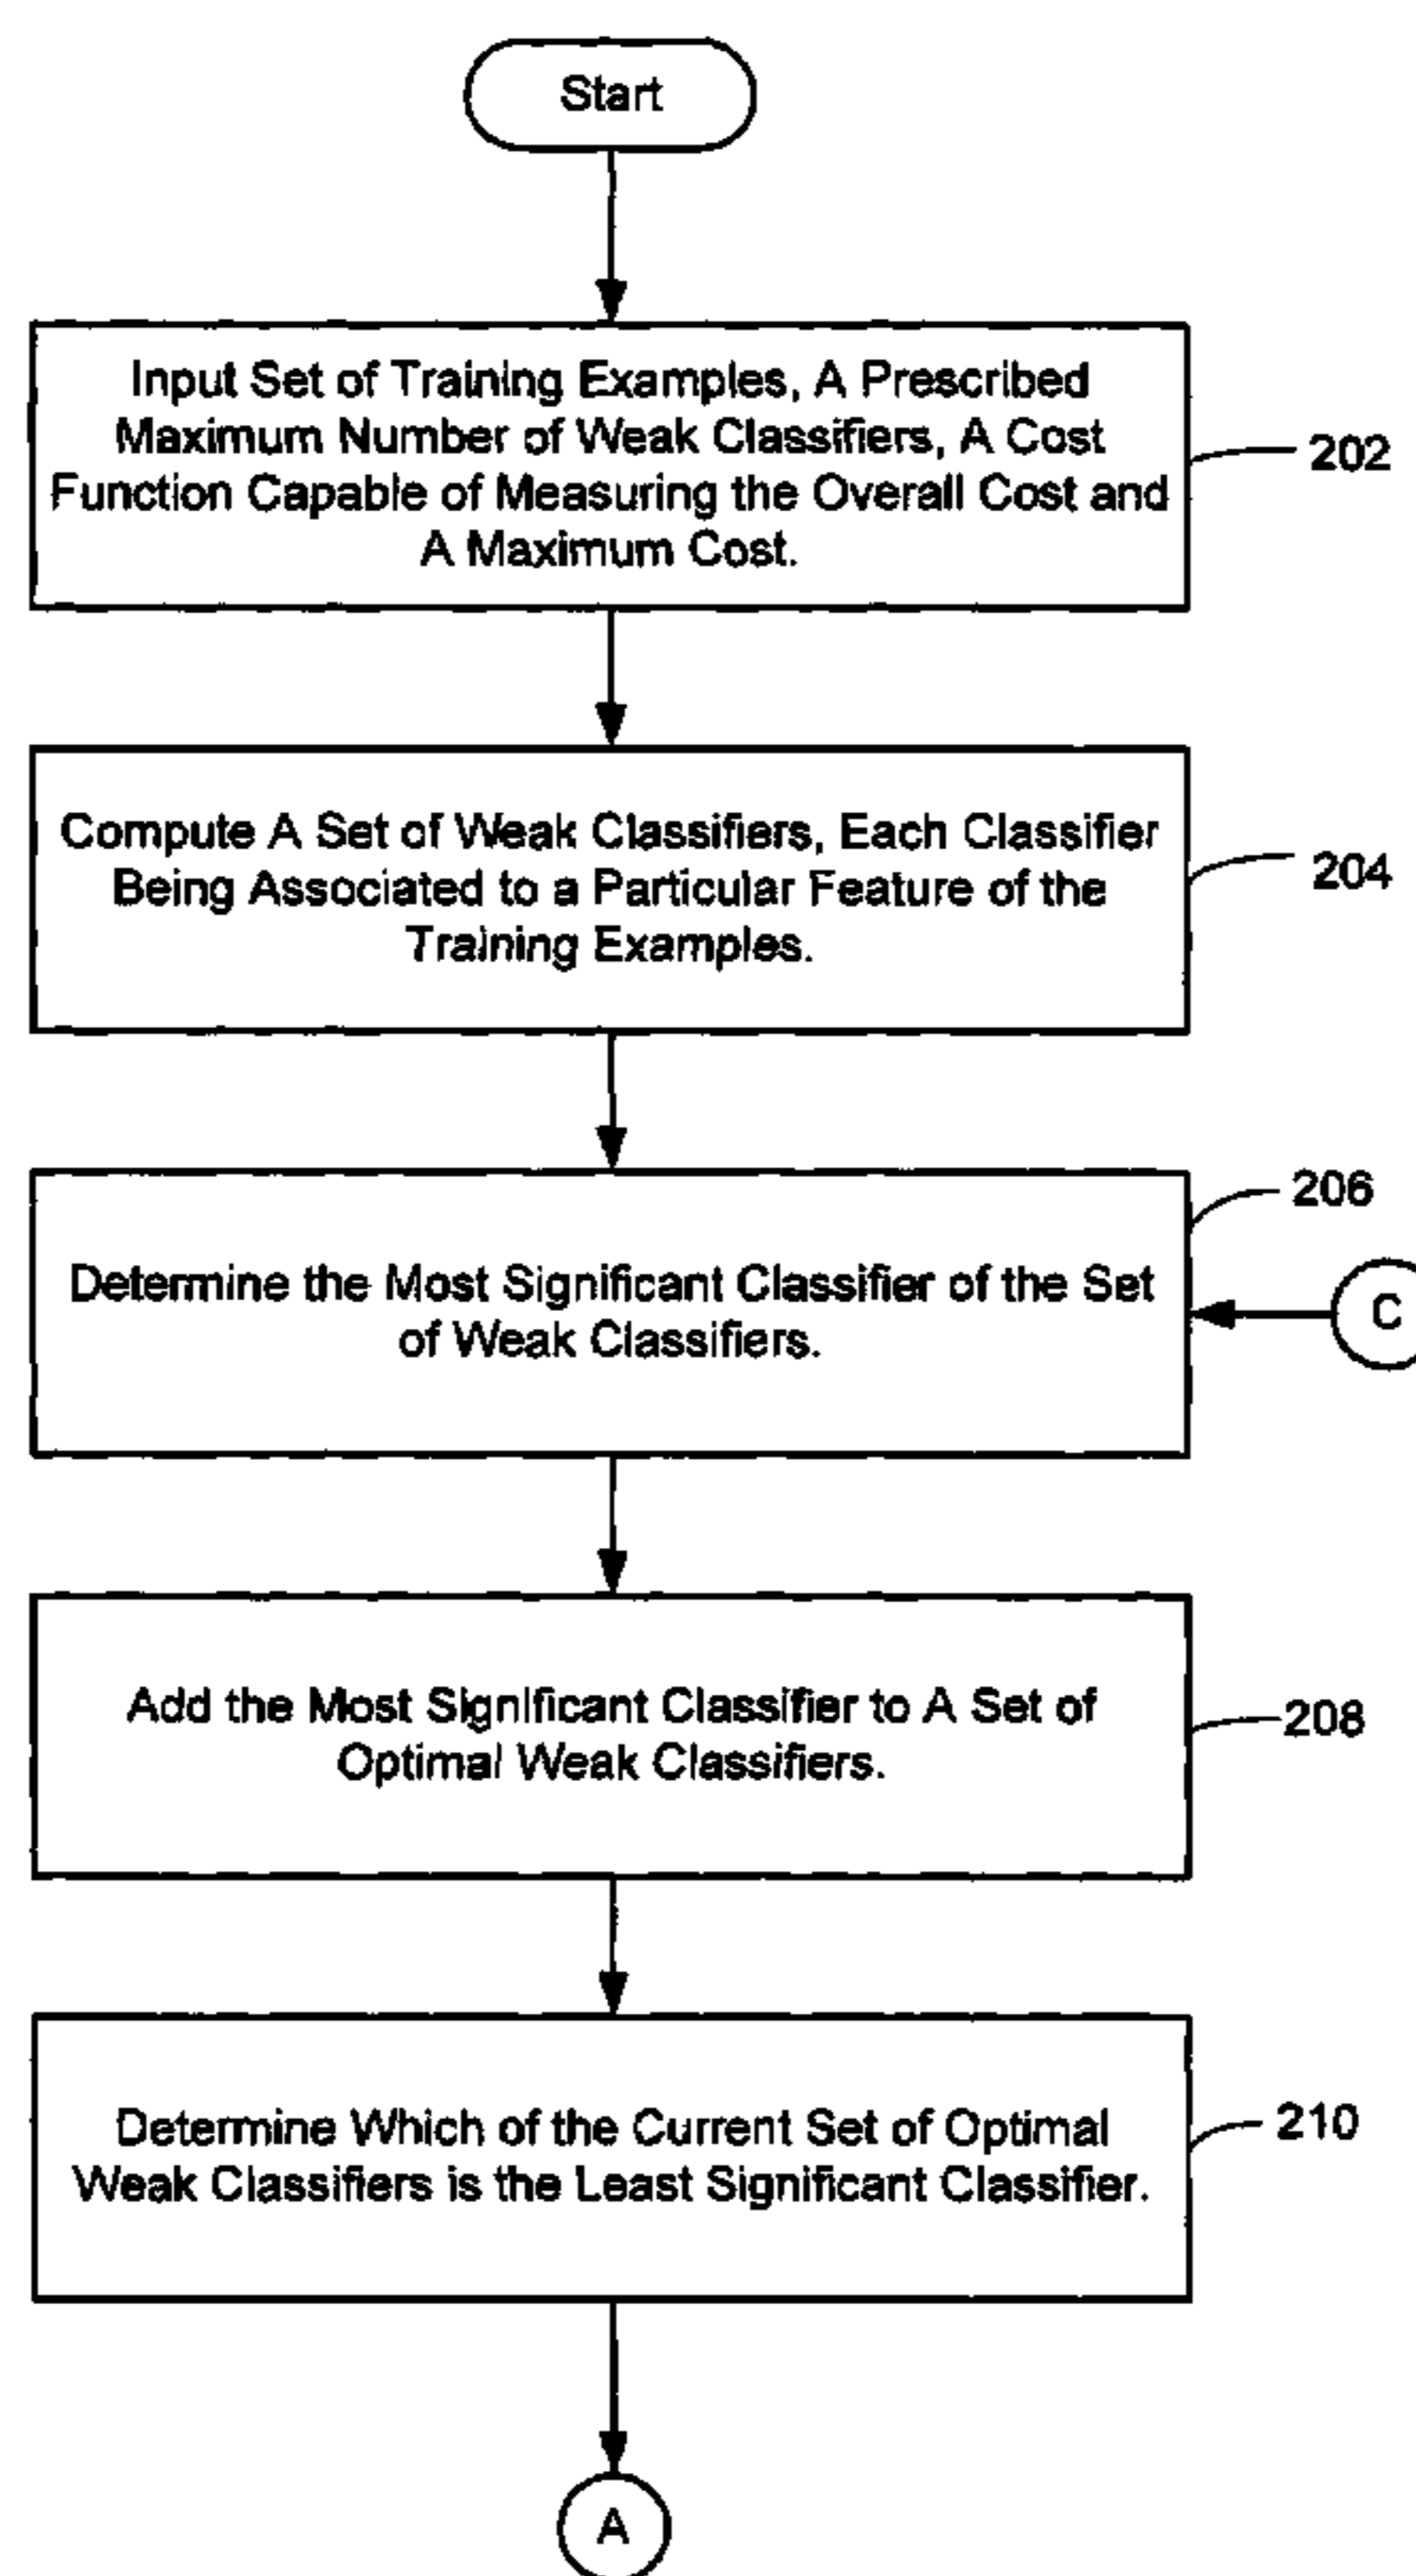 Start
Input Set of Training Examples, A Prescribed
Maximum Number of Weak Classifiers, A Cost
Function Capable of Measuring the Overall Cost and
A Maximum Cost.
202
Compute A Set of Weak Classifiers, Each Classifier
Being Associated to a Particular Feature of the
Training Examples.
204
206
Determine the Most Significant Classifier of the Set
of Weak Classifiers.
C
Add the Most Significant Classifier to A Set of
Optimal Weak Classifiers.
208
Determine Which of the Current Set of Optimal
Weak Classifiers is the Least Significant Classifier.
210
A